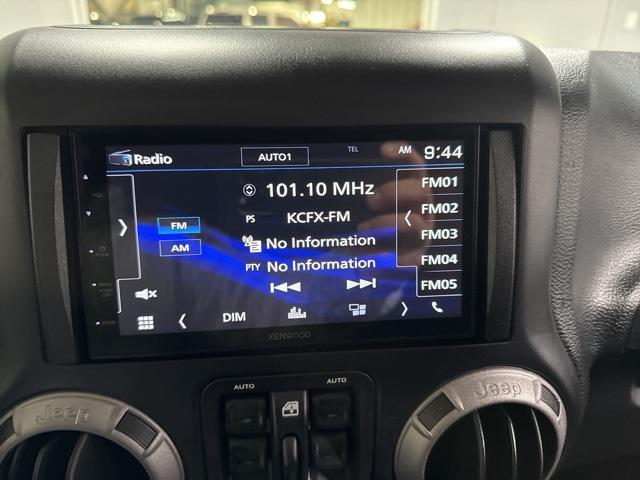 Radio
AUTO1
TEL
AM 9:44
101.10 MHz
PS KCFX-FM
No Information
PTY No Information
FM
AM
FM01
FM02
FM03
FM04
FM05
VOL
DIM
KENWOOD
AUTO
AUTO
Jeep
Jeep